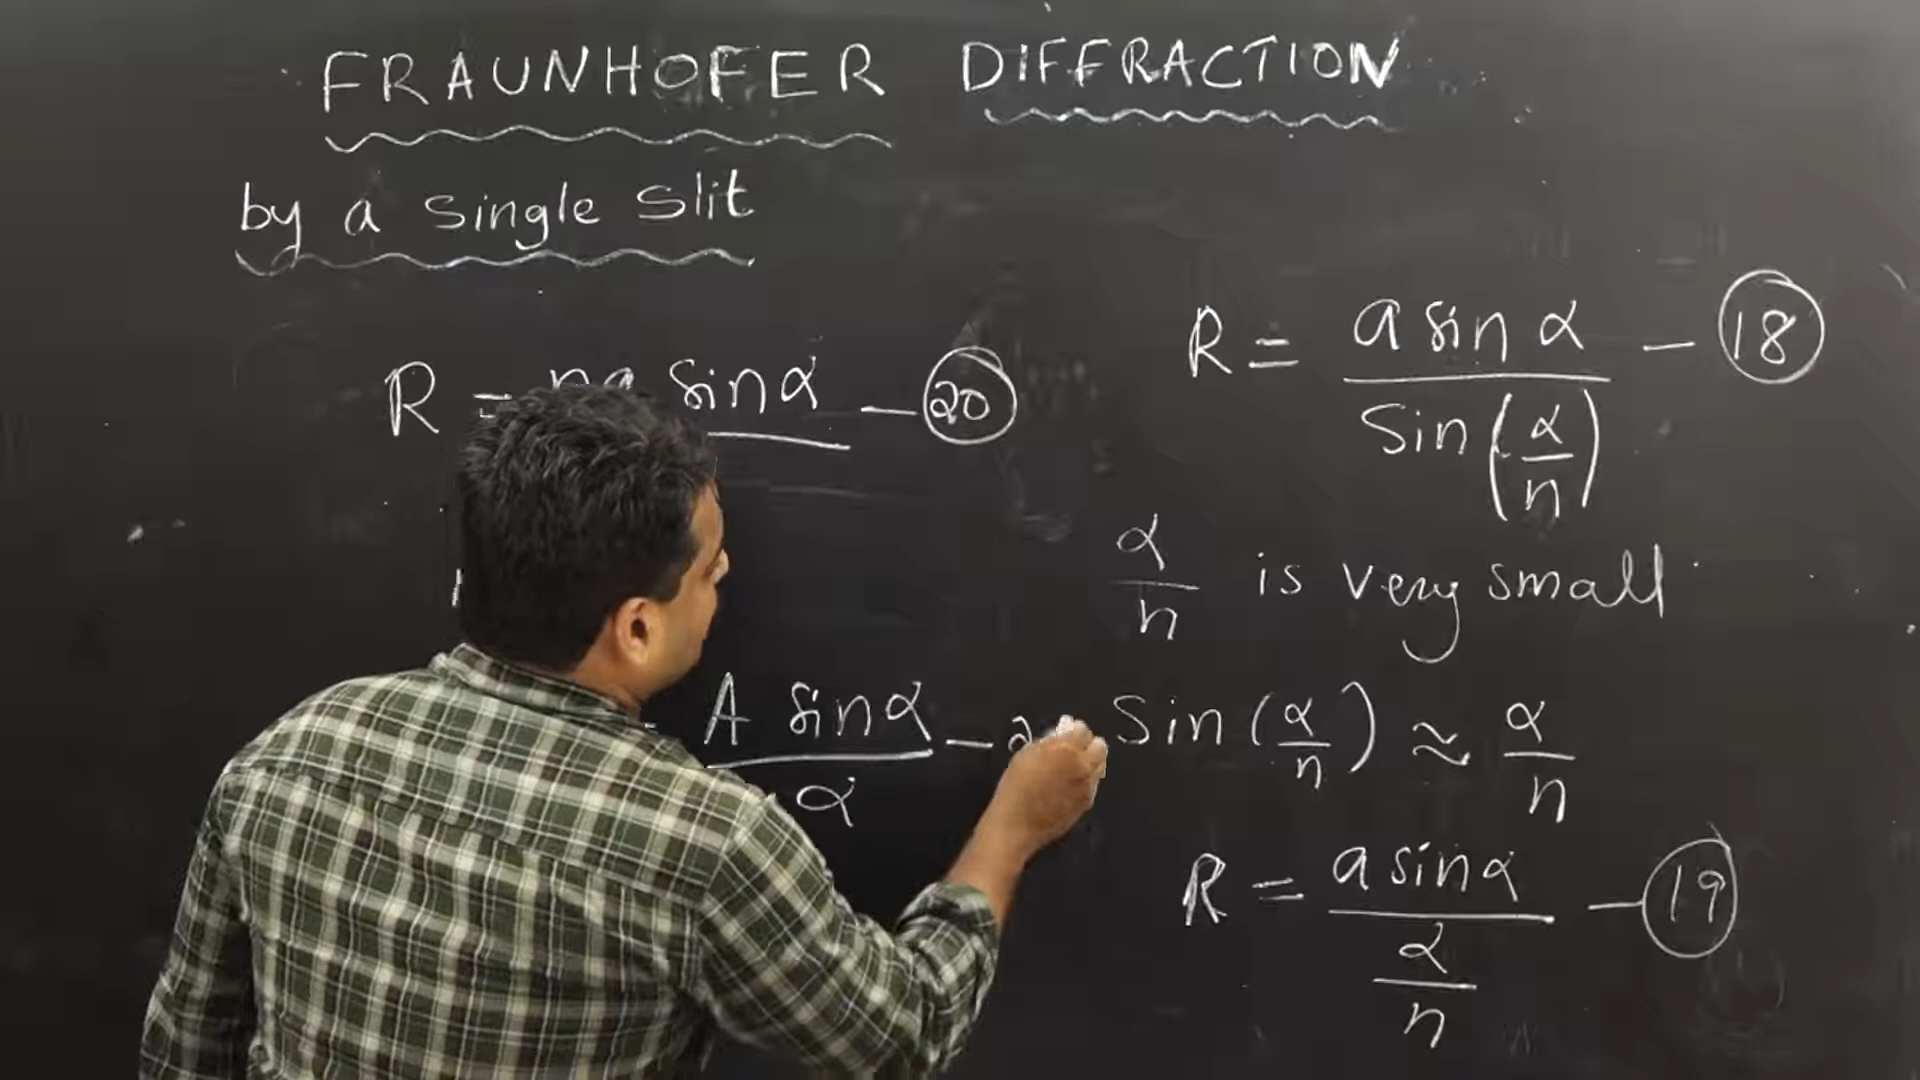 FRAUNHOFER DIFFRACTION
by a single slit
R = na sinα — 20
= A sinα / α —
R = a sin α / Sin (α/n) — 18
α/n is very small
Sin (α/n) ≈ α/n
R = a sinα / α/n — 19